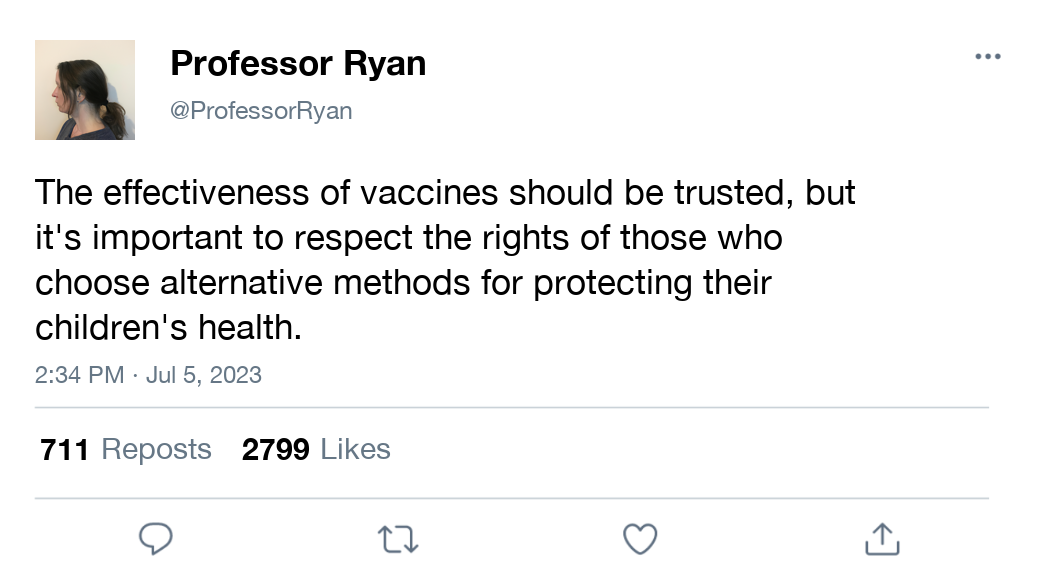 Professor Ryan
@ProfessorRyan
The effectiveness of vaccines should be trusted, but
it's important to respect the rights of those who
choose alternative methods for protecting their
children's health.
2:34 PM · Jul 5, 2023
711 Reposts 2799 Likes